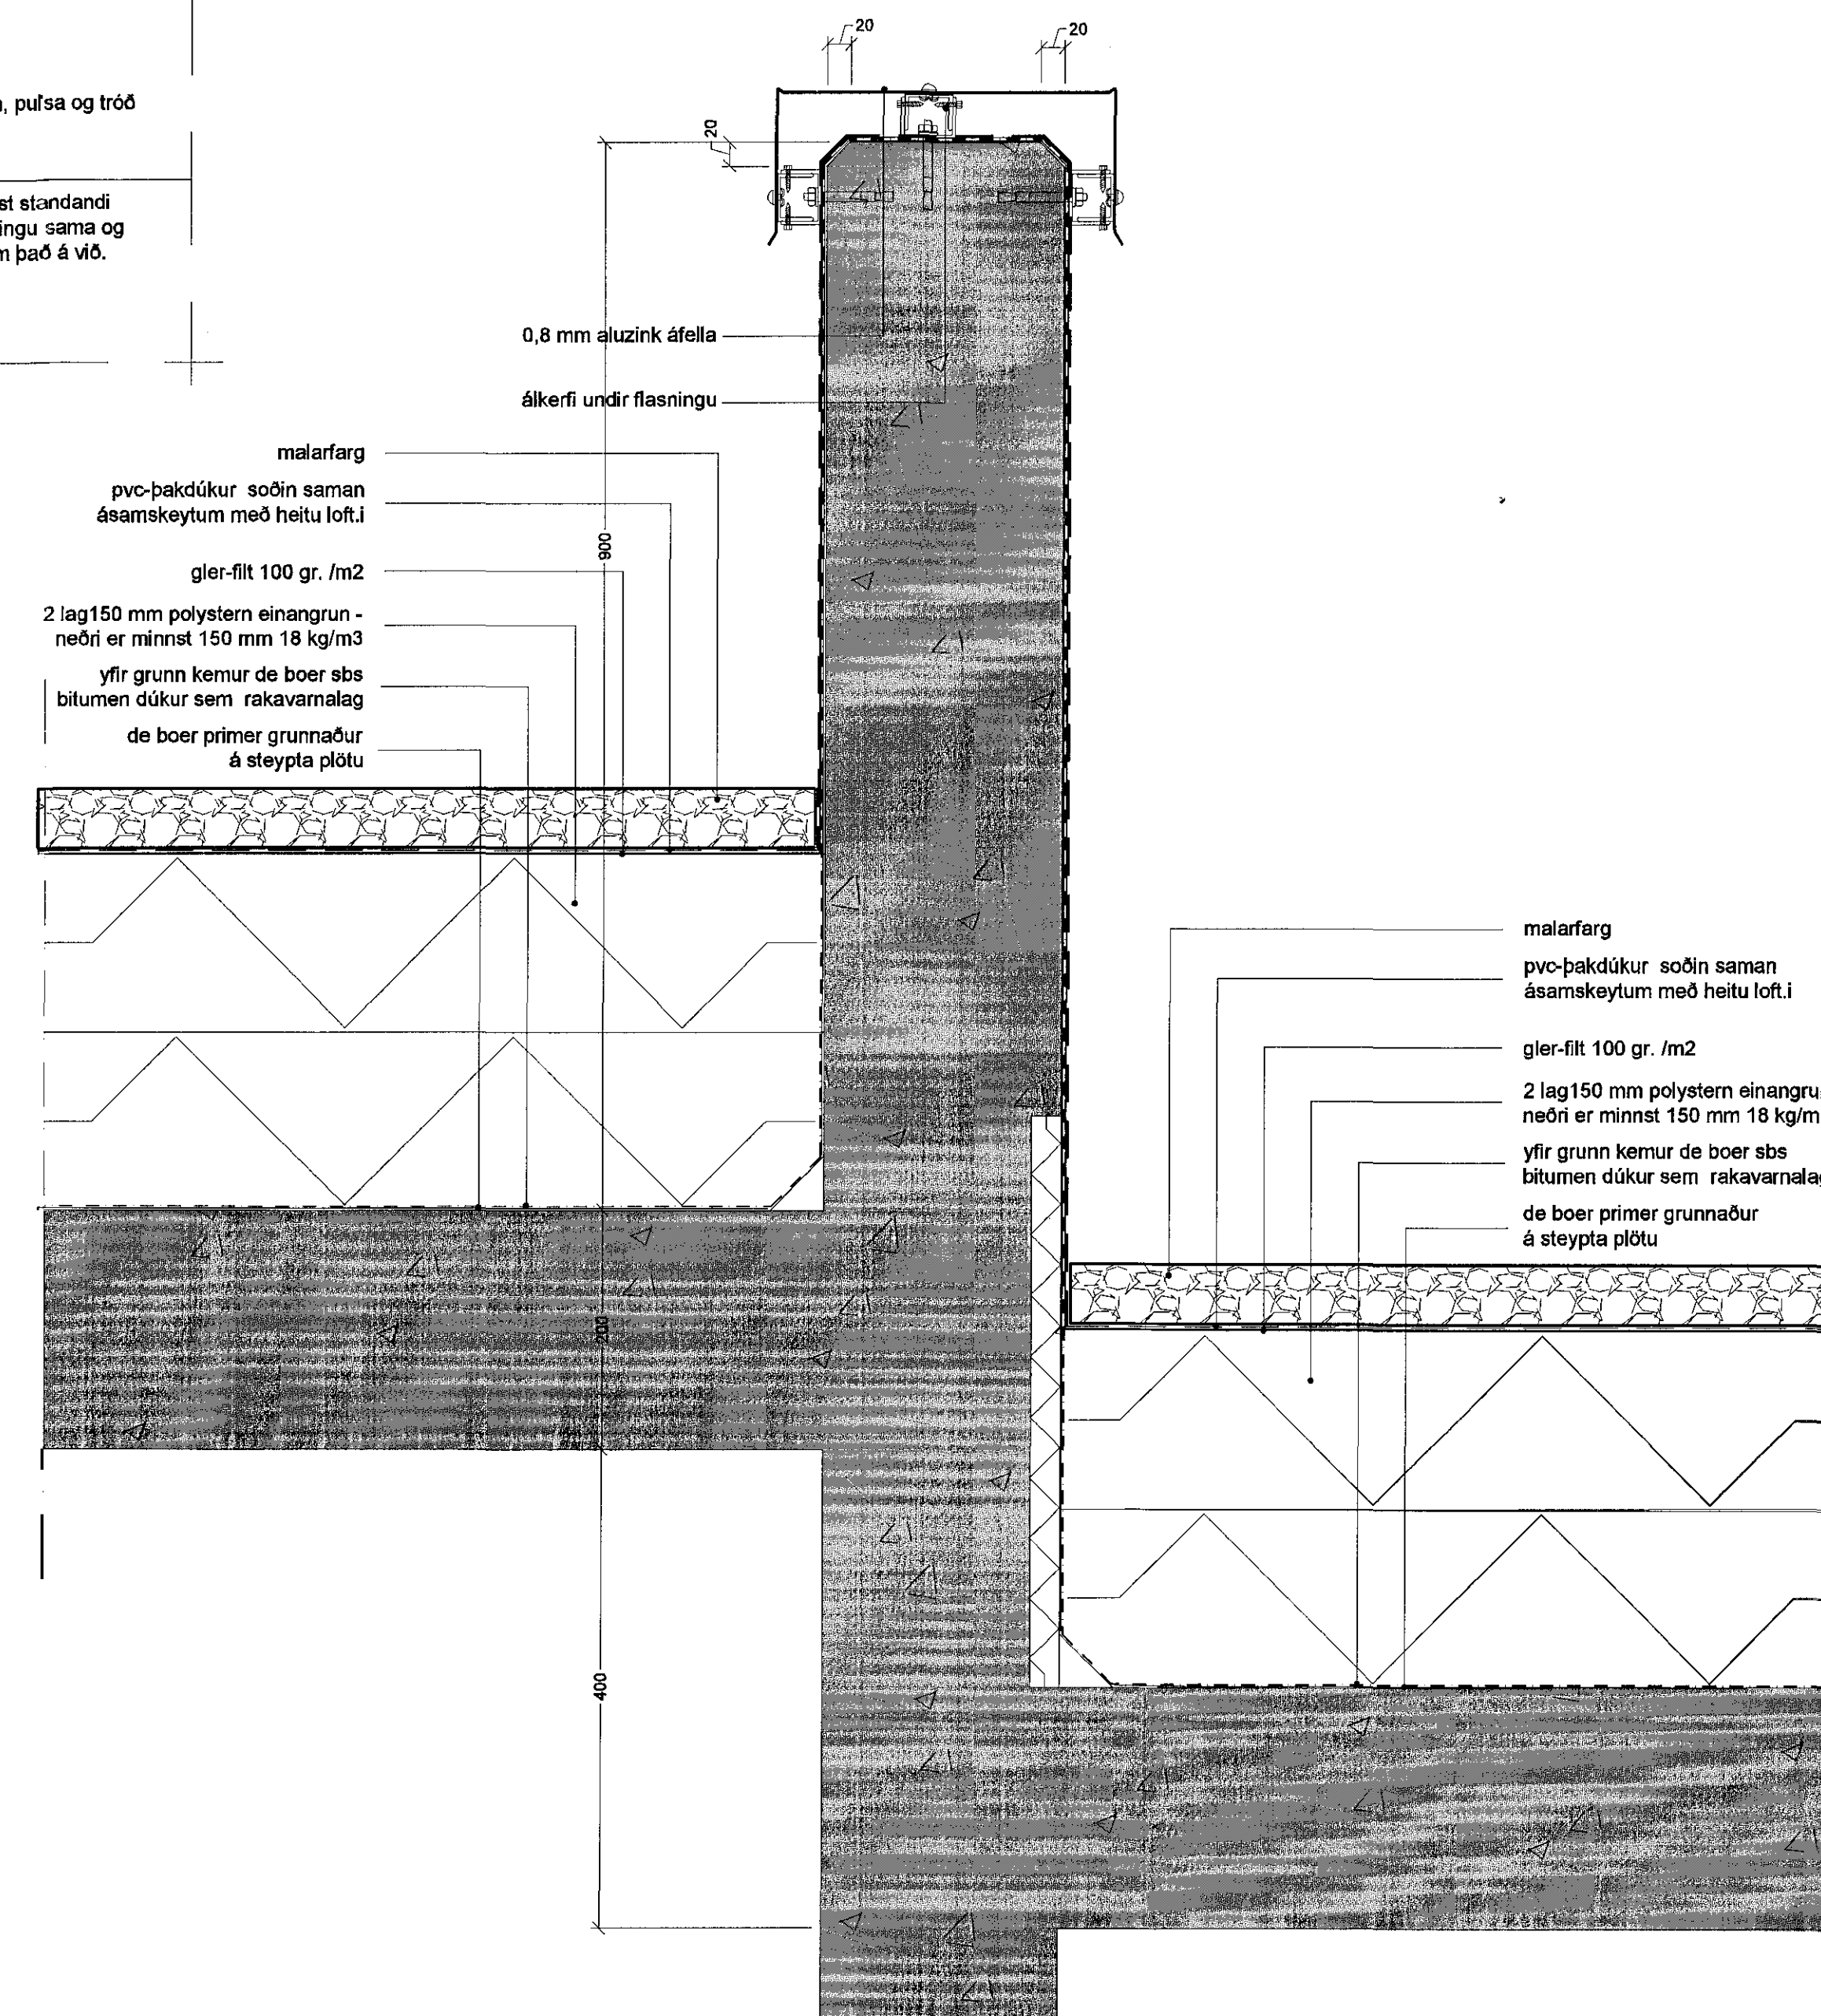 , pulsa og tróð
st standandi
ingu sama og
það á við.
20
20
20
0,8 mm aluzink áfella
álkerfi undir flasningu
malarfarg
pvc-þakdúkur soðin saman
ásamskeytum með heitu loft.i
gler-filt 100 gr. /m2
2 lag150 mm polystern einangrun -
neðri er minnst 150 mm 18 kg/m3
yfir grunn kemur de boer sbs
bitumen dúkur sem rakavarnalag
de boer primer grunnaður
á steypta plötu
900
200
400
malarfarg
pvc-þakdúkur soðin saman
ásamskeytum með heitu loft.i
gler-filt 100 gr. /m2
2 lag150 mm polystern einangru
neðri er minnst 150 mm 18 kg/m
yfir grunn kemur de boer sbs
bitumen dúkur sem rakavarnala
de boer primer grunnaður
á steypta plötu